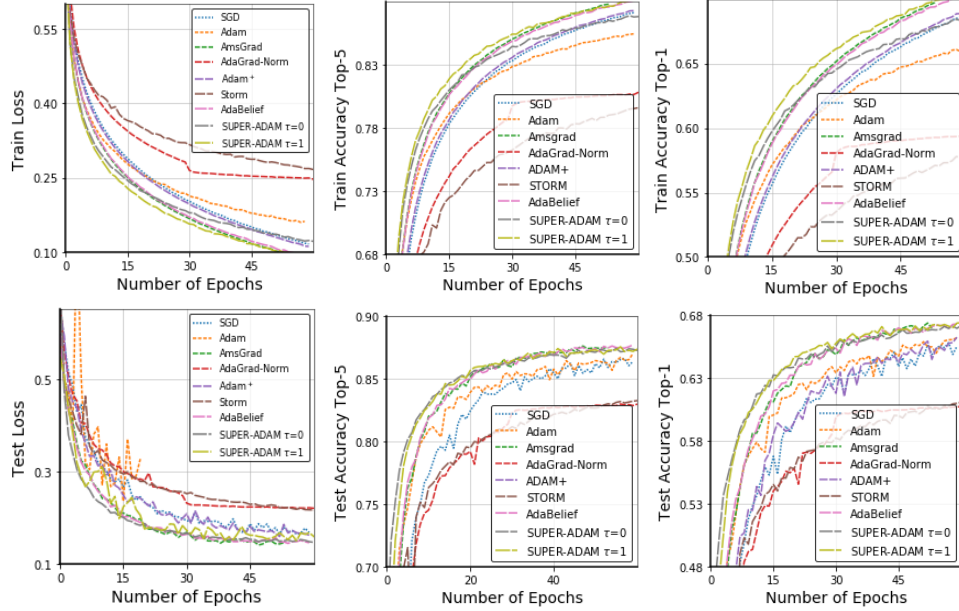 0.55
0.40
0.25
0.10
Train Loss
0
15
30
45
Number of Epochs
SGD
Adam
AmsGrad
AdaGrad-Norm
Adam⁺
Storm
AdaBelief
SUPER-ADAM τ=0
SUPER-ADAM τ=1
0.83
0.78
0.73
0.68
Train Accuracy Top-5
0
15
30
45
Number of Epochs
SGD
Adam
Amsgrad
AdaGrad-Norm
ADAM+
STORM
AdaBelief
SUPER-ADAM τ=0
SUPER-ADAM τ=1
0.65
0.60
0.55
0.50
Train Accuracy Top-1
0
15
30
45
Number of Epochs
SGD
Adam
Amsgrad
AdaGrad-Norm
ADAM+
STORM
AdaBelief
SUPER-ADAM τ=0
SUPER-ADAM τ=1
0.5
0.3
0.1
Test Loss
0
15
30
45
Number of Epochs
SGD
Adam
AmsGrad
AdaGrad-Norm
Adam⁺
Storm
AdaBelief
SUPER-ADAM τ=0
SUPER-ADAM τ=1
0.90
0.85
0.80
0.75
0.70
Test Accuracy Top-5
0
20
40
Number of Epochs
SGD
Adam
Amsgrad
AdaGrad-Norm
ADAM+
STORM
AdaBelief
SUPER-ADAM τ=0
SUPER-ADAM τ=1
0.68
0.63
0.58
0.53
0.48
Test Accuracy Top-1
0
15
30
45
Number of Epochs
SGD
Adam
Amsgrad
AdaGrad-Norm
ADAM+
STORM
AdaBelief
SUPER-ADAM τ=0
SUPER-ADAM τ=1